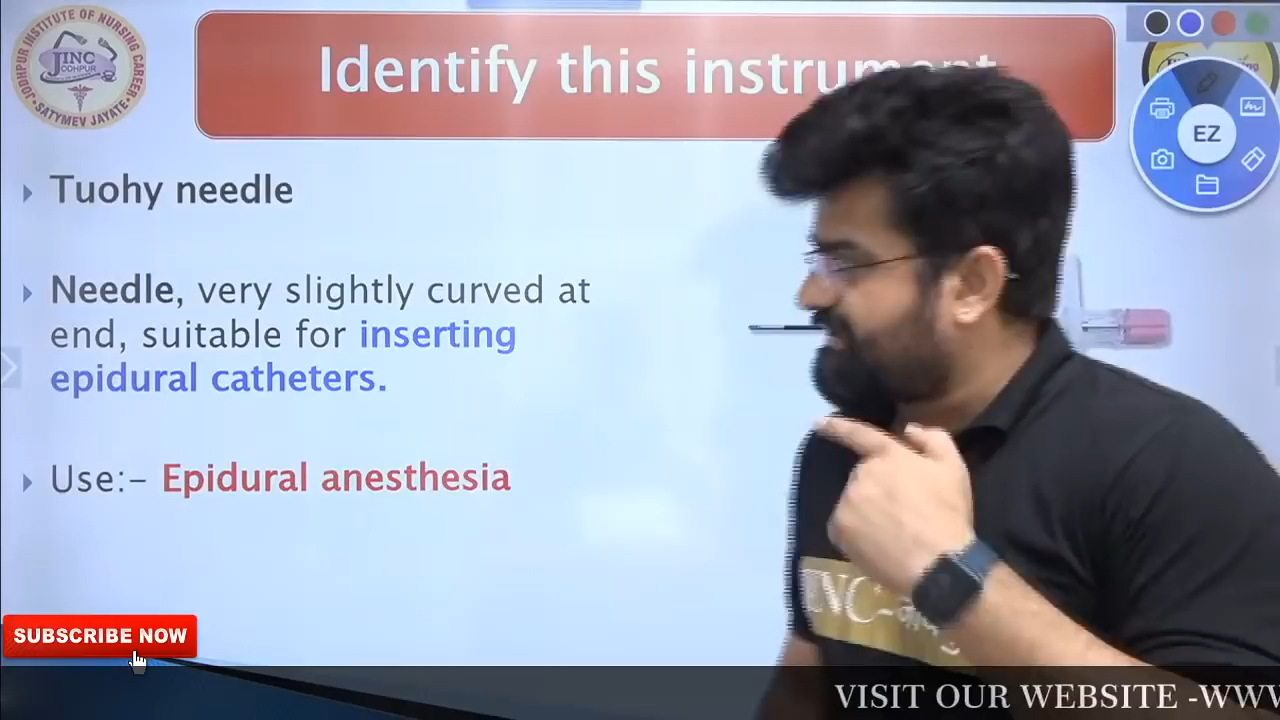 JODHPUR INSTITUTE OF NURSING CAREER
JINC
JODHPUR
SATYMEV JAYATE
Identify this instrument
EZ
Tuohy needle
Needle, very slightly curved at
end, suitable for inserting
epidural catheters.
Use:- Epidural anesthesia
JINC
SUBSCRIBE NOW
VISIT OUR WEBSITE -WWW